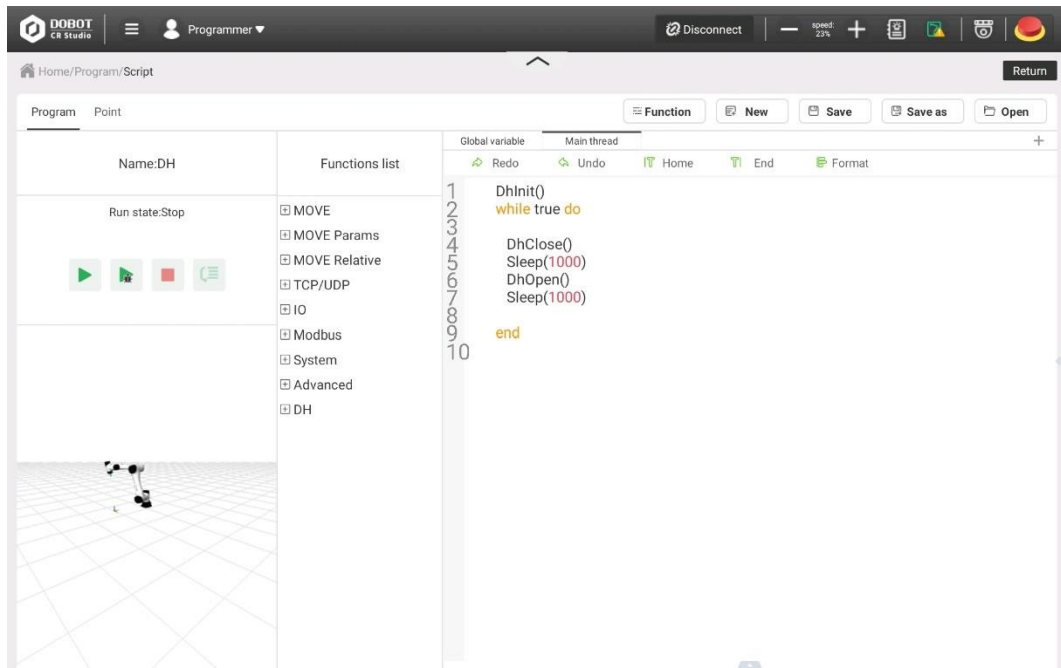 DOBOT
CR Studio
Programmer
Disconnect
speed:
23%
Home/Program/Script
Return
Program Point
Function New Save Save as Open
Name:DH
Run state:Stop
Functions list
MOVE
MOVE Params
MOVE Relative
TCP/UDP
IO
Modbus
System
Advanced
DH
Global variable Main thread
Redo Undo Home End Format
1 DhInit()
2 while true do
3
4 DhClose()
5 Sleep(1000)
6 DhOpen()
7 Sleep(1000)
8
9 end
10